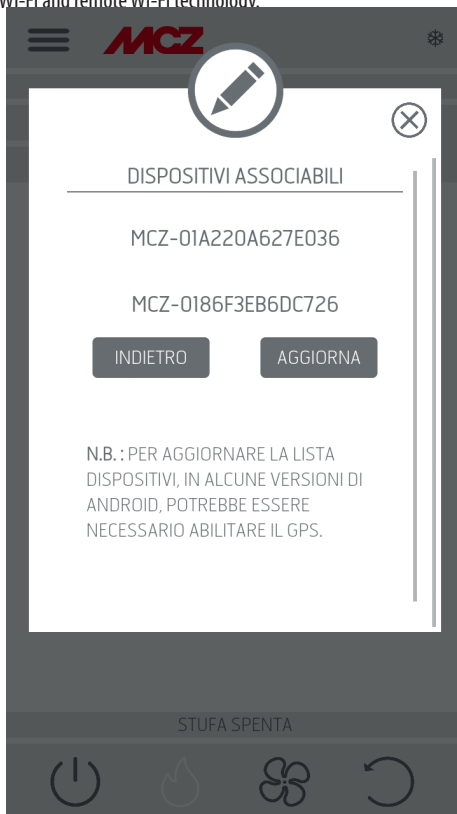 Wi-Fi and remote Wi-Fi technology.
MCZ
DISPOSITIVI ASSOCIABILI
MCZ-01A220A627E036
MCZ-0186F3EB6DC726
INDIETRO AGGIORNA
N.B. : PER AGGIORNARE LA LISTA
DISPOSITIVI, IN ALCUNE VERSIONI DI
ANDROID, POTREBBE ESSERE
NECESSARIO ABILITARE IL GPS.
STUFA SPENTA